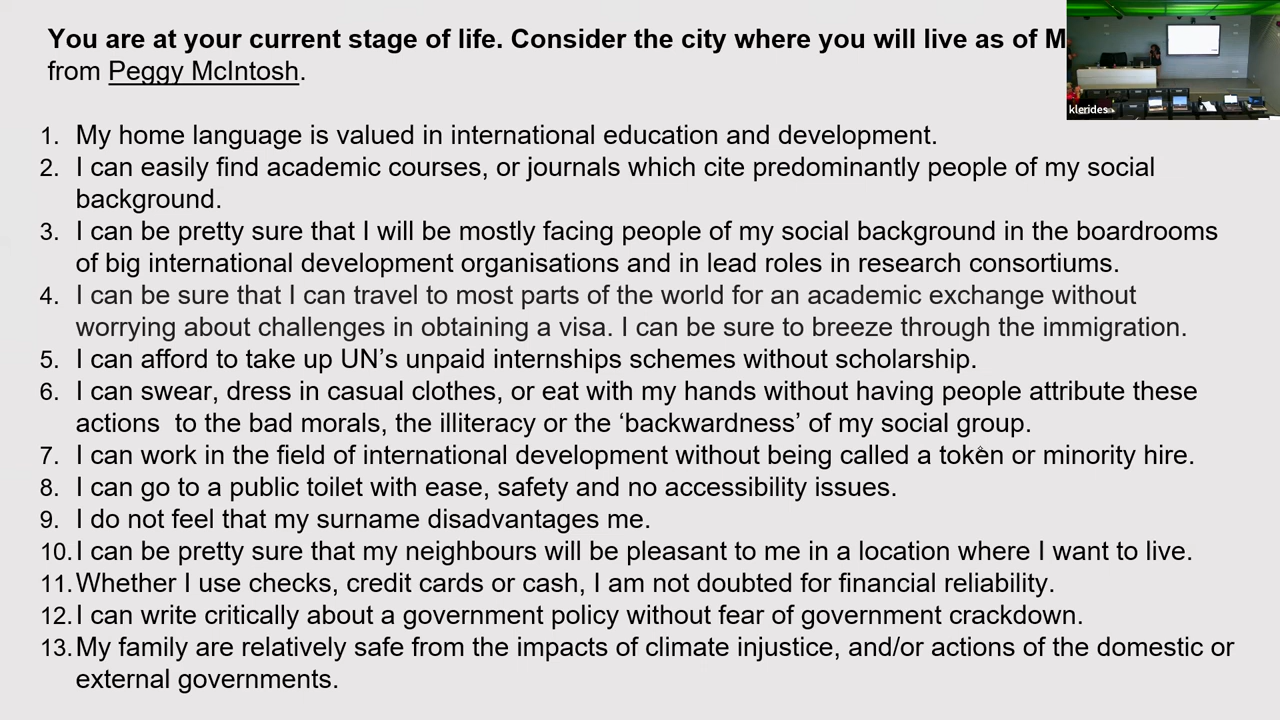 You are at your current stage of life. Consider the city where you will live as of M
from Peggy McIntosh.
klerides
1. My home language is valued in international education and development.
2. I can easily find academic courses, or journals which cite predominantly people of my social
background.
3. I can be pretty sure that I will be mostly facing people of my social background in the boardrooms
of big international development organisations and in lead roles in research consortiums.
4. I can be sure that I can travel to most parts of the world for an academic exchange without
worrying about challenges in obtaining a visa. I can be sure to breeze through the immigration.
5. I can afford to take up UN’s unpaid internships schemes without scholarship.
6. I can swear, dress in casual clothes, or eat with my hands without having people attribute these
actions  to the bad morals, the illiteracy or the ‘backwardness’ of my social group.
7. I can work in the field of international development without being called a token or minority hire.
8. I can go to a public toilet with ease, safety and no accessibility issues.
9. I do not feel that my surname disadvantages me.
10. I can be pretty sure that my neighbours will be pleasant to me in a location where I want to live.
11. Whether I use checks, credit cards or cash, I am not doubted for financial reliability.
12. I can write critically about a government policy without fear of government crackdown.
13. My family are relatively safe from the impacts of climate injustice, and/or actions of the domestic or
external governments.